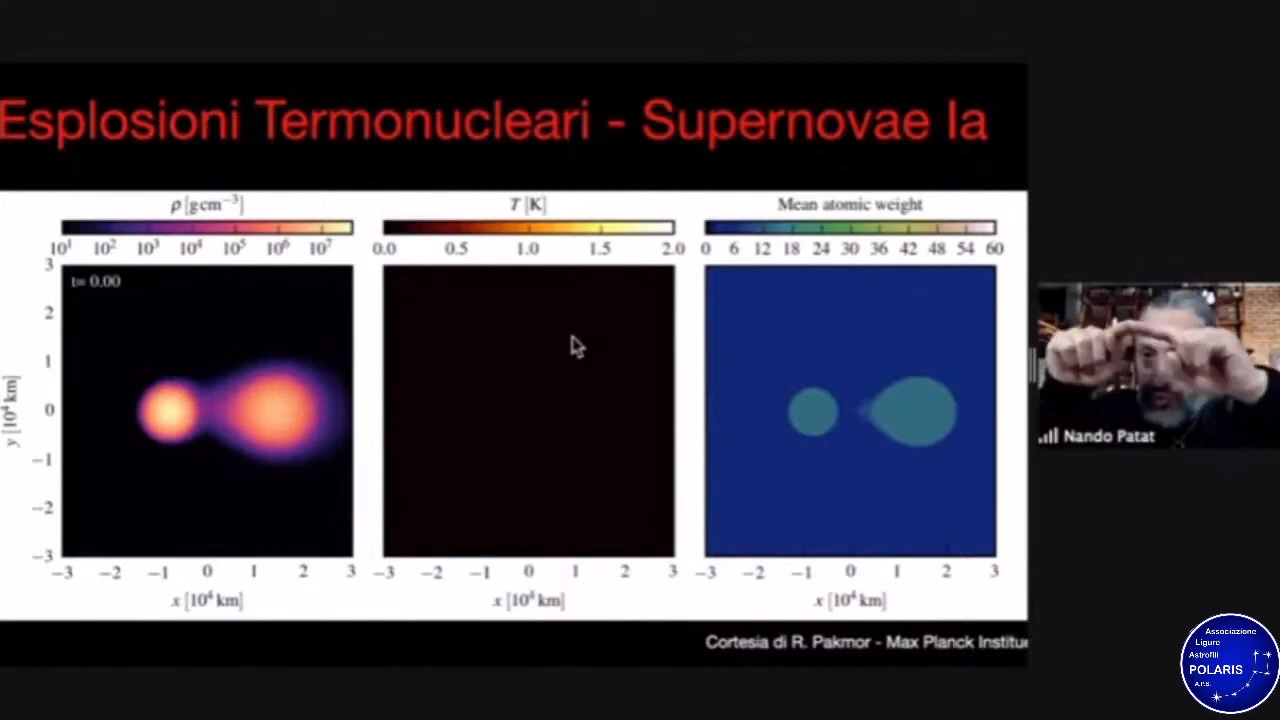 Esplosioni Termonucleari - Supernovae Ia
ρ [g cm⁻³]
10¹ 10² 10³ 10⁴ 10⁵ 10⁶ 10⁷
T [K]
0.0 0.5 1.0 1.5 2.0
Mean atomic weight
0 6 12 18 24 30 36 42 48 54 60
t= 0.00
3
2
1
0
−1
−2
−3
y [10⁴ km]
−3 −2 −1 0 1 2 3
x [10⁴ km]
−3 −2 −1 0 1 2 3
x [10⁴ km]
−3 −2 −1 0 1 2 3
x [10⁴ km]
Cortesia di R. Pakmor - Max Planck Institu
Nando Patat
Associazione
Ligure
Astrofili
POLARIS
A.P.S.